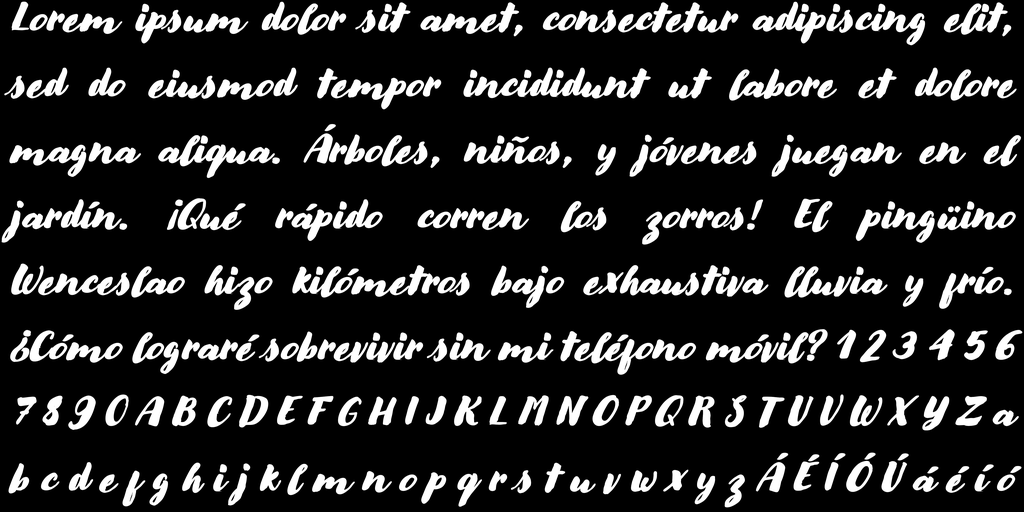 Lorem ipsum dolor sit amet, consectetur adipiscing elit,
sed do eiusmod tempor incididunt ut labore et dolore
magna aliqua. Árboles, niños, y jóvenes juegan en el
jardín. ¡Qué rápido corren los zorros! El pingüino
Wenceslao hizo kilómetros bajo exhaustiva lluvia y frío.
¿Cómo lograré sobrevivir sin mi teléfono móvil? 1 2 3 4 5 6
7 8 9 0 A B C D E F G H I J K L M N O P Q R S T U V W X Y Z a
b c d e f g h i j k l m n o p q r s t u v w x y z Á É Í Ó Ú á é í ó